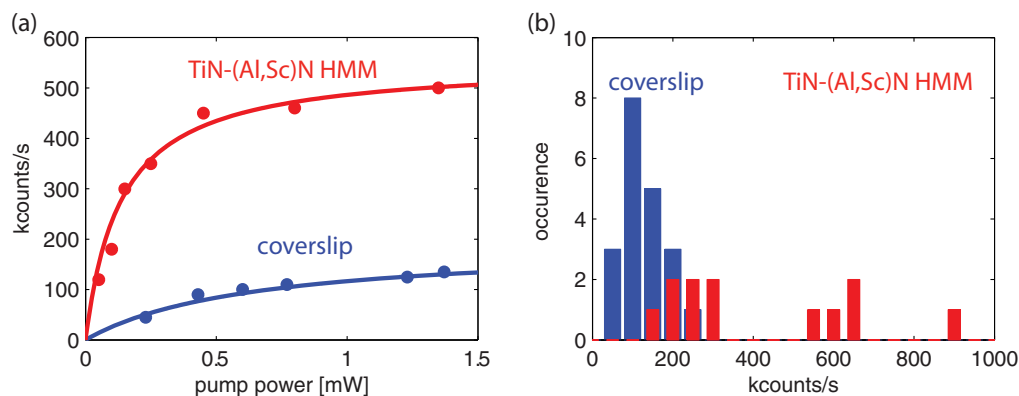 (a)
600
500
400
300
200
100
0
kcounts/s
TiN-(Al,Sc)N HMM
coverslip
0
0.5
1
1.5
pump power [mW]
(b)
10
8
6
4
2
0
occurence
coverslip
TiN-(Al,Sc)N HMM
0
200
400
600
800
1000
kcounts/s